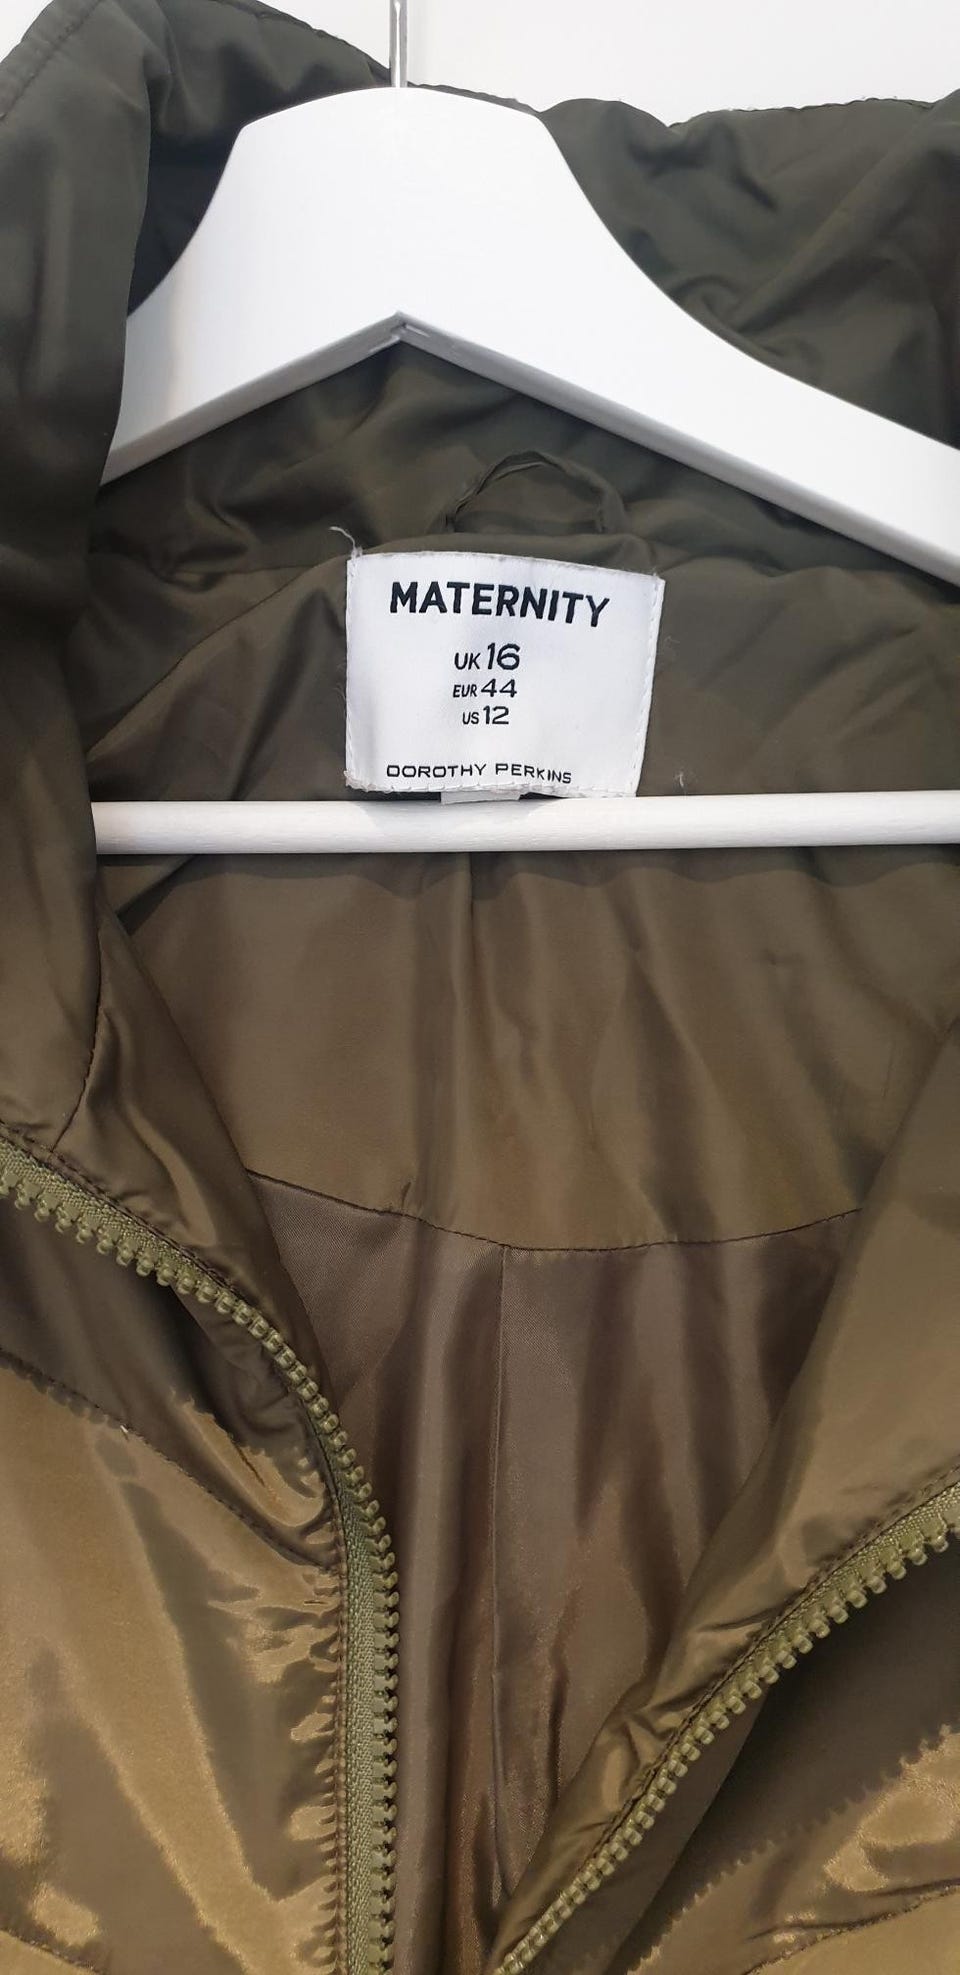 MATERNITY
UK 16
EUR 44
US 12
DOROTHY PERKINS